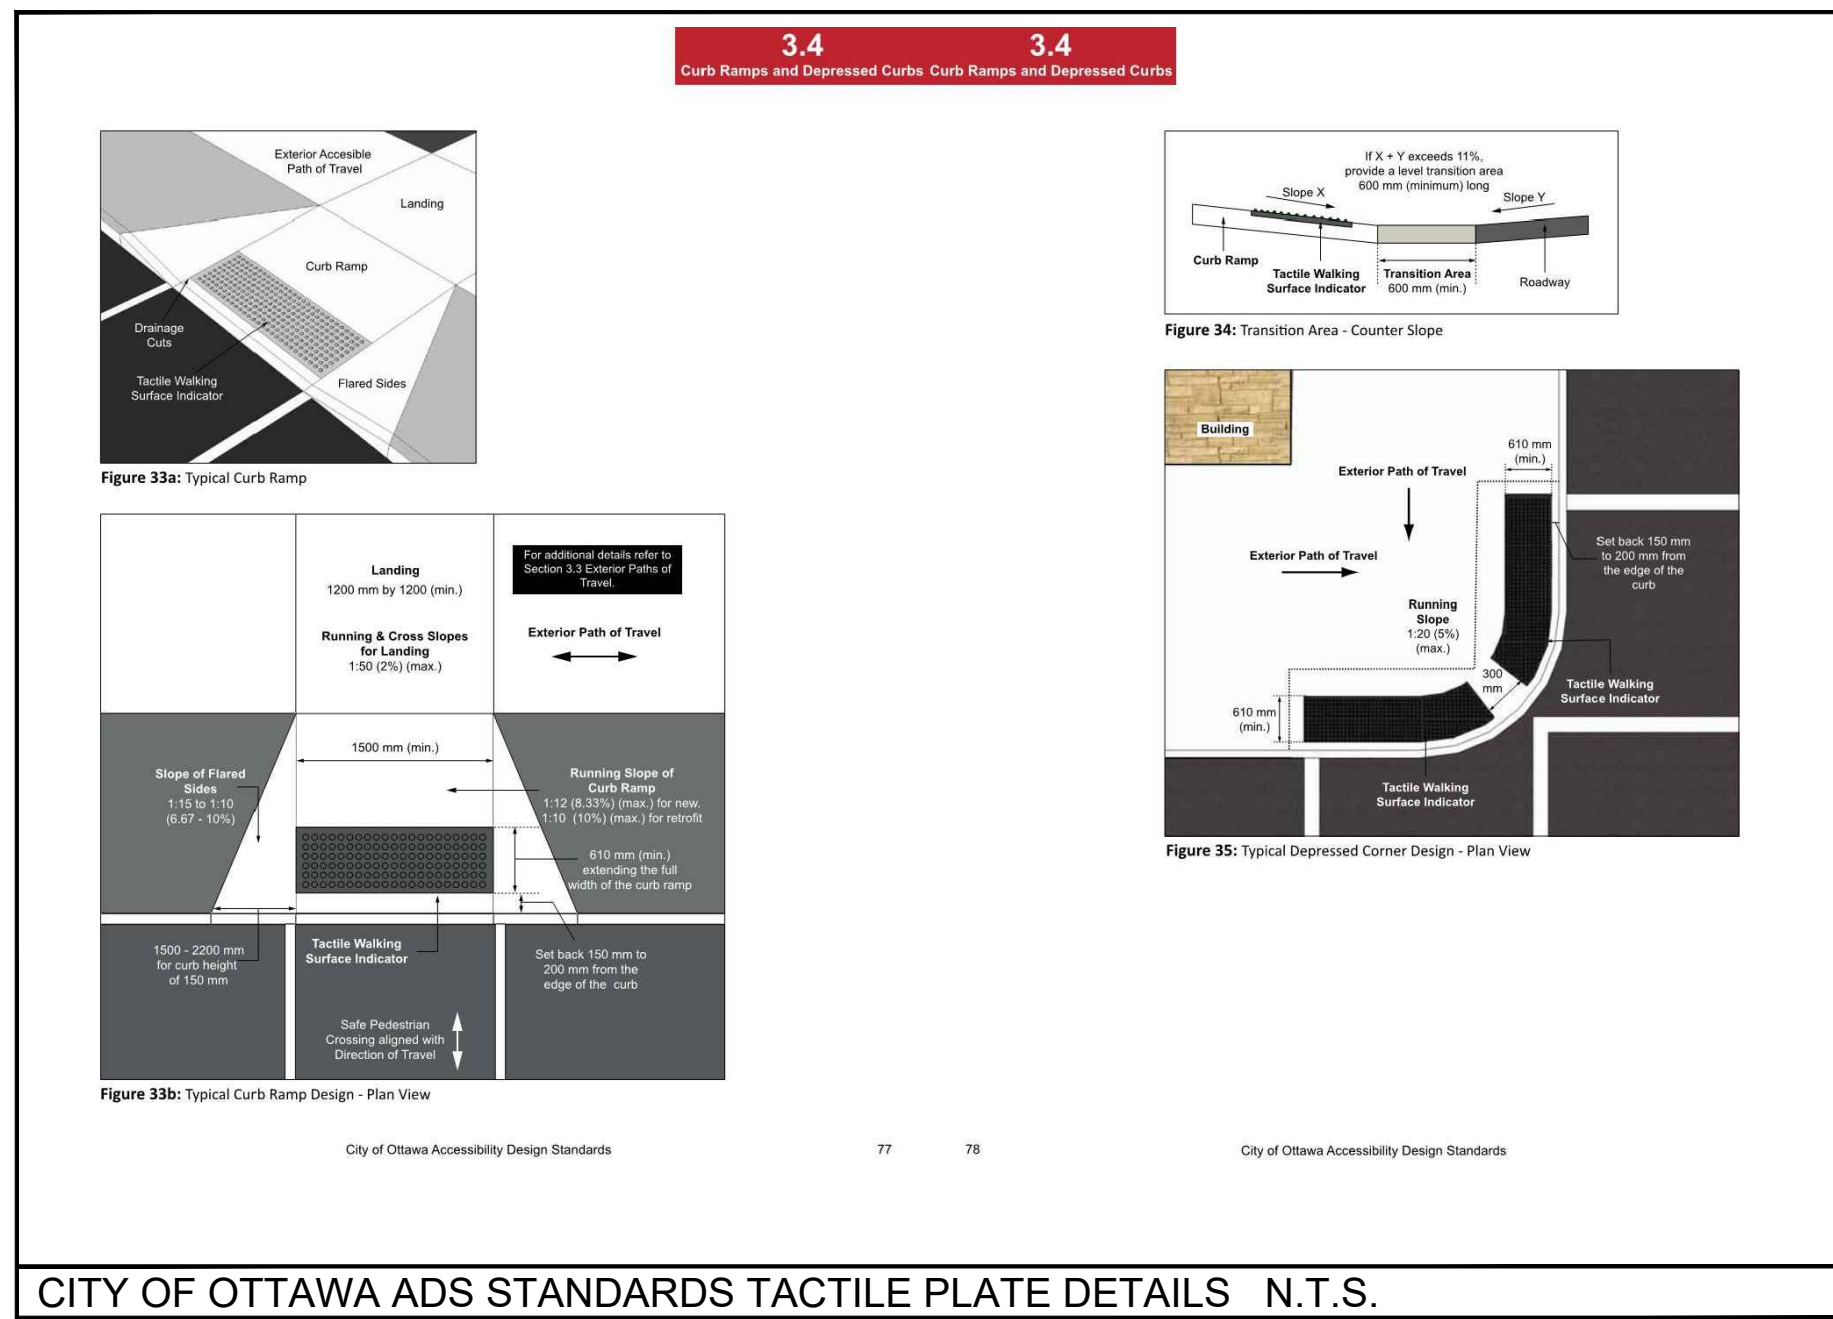 3.4
Curb Ramps and Depressed Curbs
3.4
Curb Ramps and Depressed Curbs
Exterior Accesible
Path of Travel
Landing
Curb Ramp
Drainage
Cuts
Tactile Walking
Surface Indicator
Flared Sides
Figure 33a: Typical Curb Ramp
Landing
1200 mm by 1200 (min.)
Running & Cross Slopes
for Landing
1:50 (2%) (max.)
For additional details refer to
Section 3.3 Exterior Paths of
Travel.
Exterior Path of Travel
1500 mm (min.)
Slope of Flared
Sides
1:15 to 1:10
(6.67 - 10%)
Running Slope of
Curb Ramp
1:12 (8.33%) (max.) for new.
1:10 (10%) (max.) for retrofit
610 mm (min.)
extending the full
width of the curb ramp
1500 - 2200 mm
for curb height
of 150 mm
Tactile Walking
Surface Indicator
Set back 150 mm to
200 mm from the
edge of the curb
Safe Pedestrian
Crossing aligned with
Direction of Travel
Figure 33b: Typical Curb Ramp Design - Plan View
City of Ottawa Accessibility Design Standards
77
If X + Y exceeds 11%,
provide a level transition area
600 mm (minimum) long
Slope X
Slope Y
Curb Ramp
Tactile Walking
Surface Indicator
Transition Area
600 mm (min.)
Roadway
Figure 34: Transition Area - Counter Slope
Building
610 mm
(min.)
Exterior Path of Travel
Exterior Path of Travel
Set back 150 mm
to 200 mm from
the edge of the
curb
Running
Slope
1:20 (5%)
(max.)
300
mm
Tactile Walking
Surface Indicator
610 mm
(min.)
Tactile Walking
Surface Indicator
Figure 35: Typical Depressed Corner Design - Plan View
78
City of Ottawa Accessibility Design Standards
CITY OF OTTAWA ADS STANDARDS TACTILE PLATE DETAILS N.T.S.